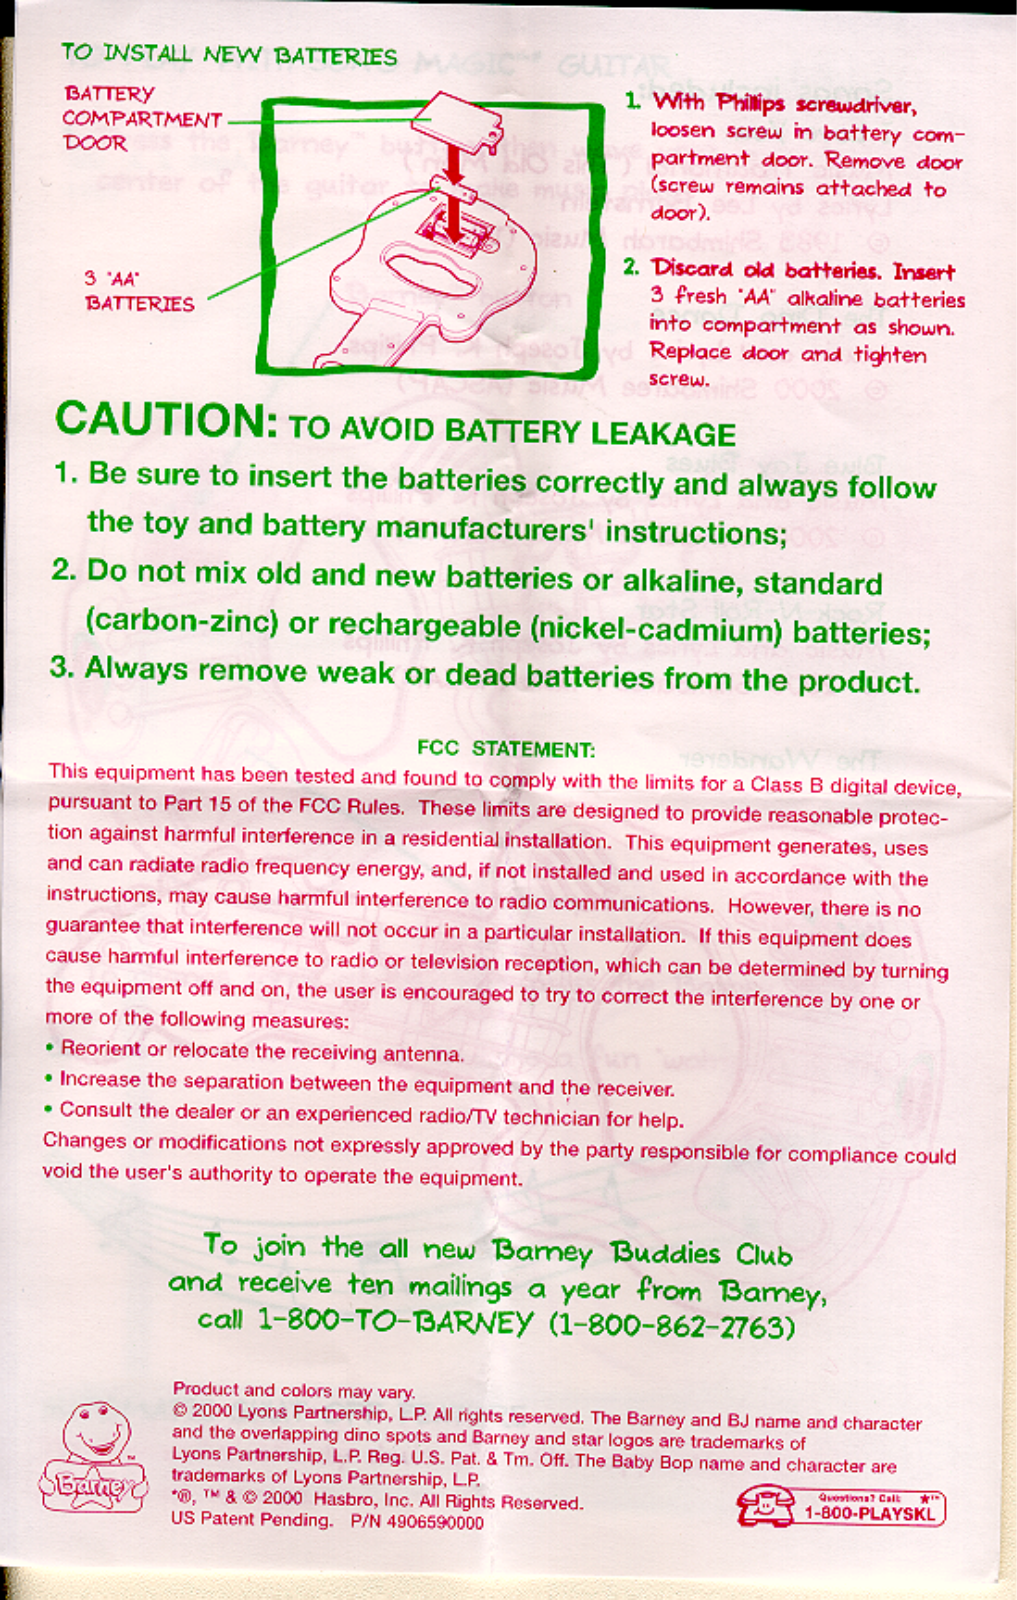 TO INSTALL NEW BATTERIES
BATTERY
COMPARTMENT
DOOR
3 "AA"
BATTERIES
1. With Phillips screwdriver,
loosen screw in battery com-
partment door. Remove door
(screw remains attached to
door).
2. Discard old batteries. Insert
3 fresh "AA" alkaline batteries
into compartment as shown.
Replace door and tighten
screw.
CAUTION: TO AVOID BATTERY LEAKAGE
1. Be sure to insert the batteries correctly and always follow
the toy and battery manufacturers' instructions;
2. Do not mix old and new batteries or alkaline, standard
(carbon-zinc) or rechargeable (nickel-cadmium) batteries;
3. Always remove weak or dead batteries from the product.
FCC STATEMENT:
This equipment has been tested and found to comply with the limits for a Class B digital device,
pursuant to Part 15 of the FCC Rules. These limits are designed to provide reasonable protec-
tion against harmful interference in a residential installation. This equipment generates, uses
and can radiate radio frequency energy, and, if not installed and used in accordance with the
instructions, may cause harmful interference to radio communications. However, there is no
guarantee that interference will not occur in a particular installation. If this equipment does
cause harmful interference to radio or television reception, which can be determined by turning
the equipment off and on, the user is encouraged to try to correct the interference by one or
more of the following measures:
• Reorient or relocate the receiving antenna.
• Increase the separation between the equipment and the receiver.
• Consult the dealer or an experienced radio/TV technician for help.
Changes or modifications not expressly approved by the party responsible for compliance could
void the user's authority to operate the equipment.
To join the all new Barney Buddies Club
and receive ten mailings a year from Barney,
call 1-800-TO-BARNEY (1-800-862-2763)
Product and colors may vary.
© 2000 Lyons Partnership, L.P. All rights reserved. The Barney and BJ name and character
and the overlapping dino spots and Barney and star logos are trademarks of
Lyons Partnership, L.P. Reg. U.S. Pat. & Tm. Off. The Baby Bop name and character are
trademarks of Lyons Partnership, L.P.
*®, ™ & © 2000 Hasbro, Inc. All Rights Reserved.
US Patent Pending. P/N 4906590000
Barney ™
Questions? Call: ★™
1-800-PLAYSKL